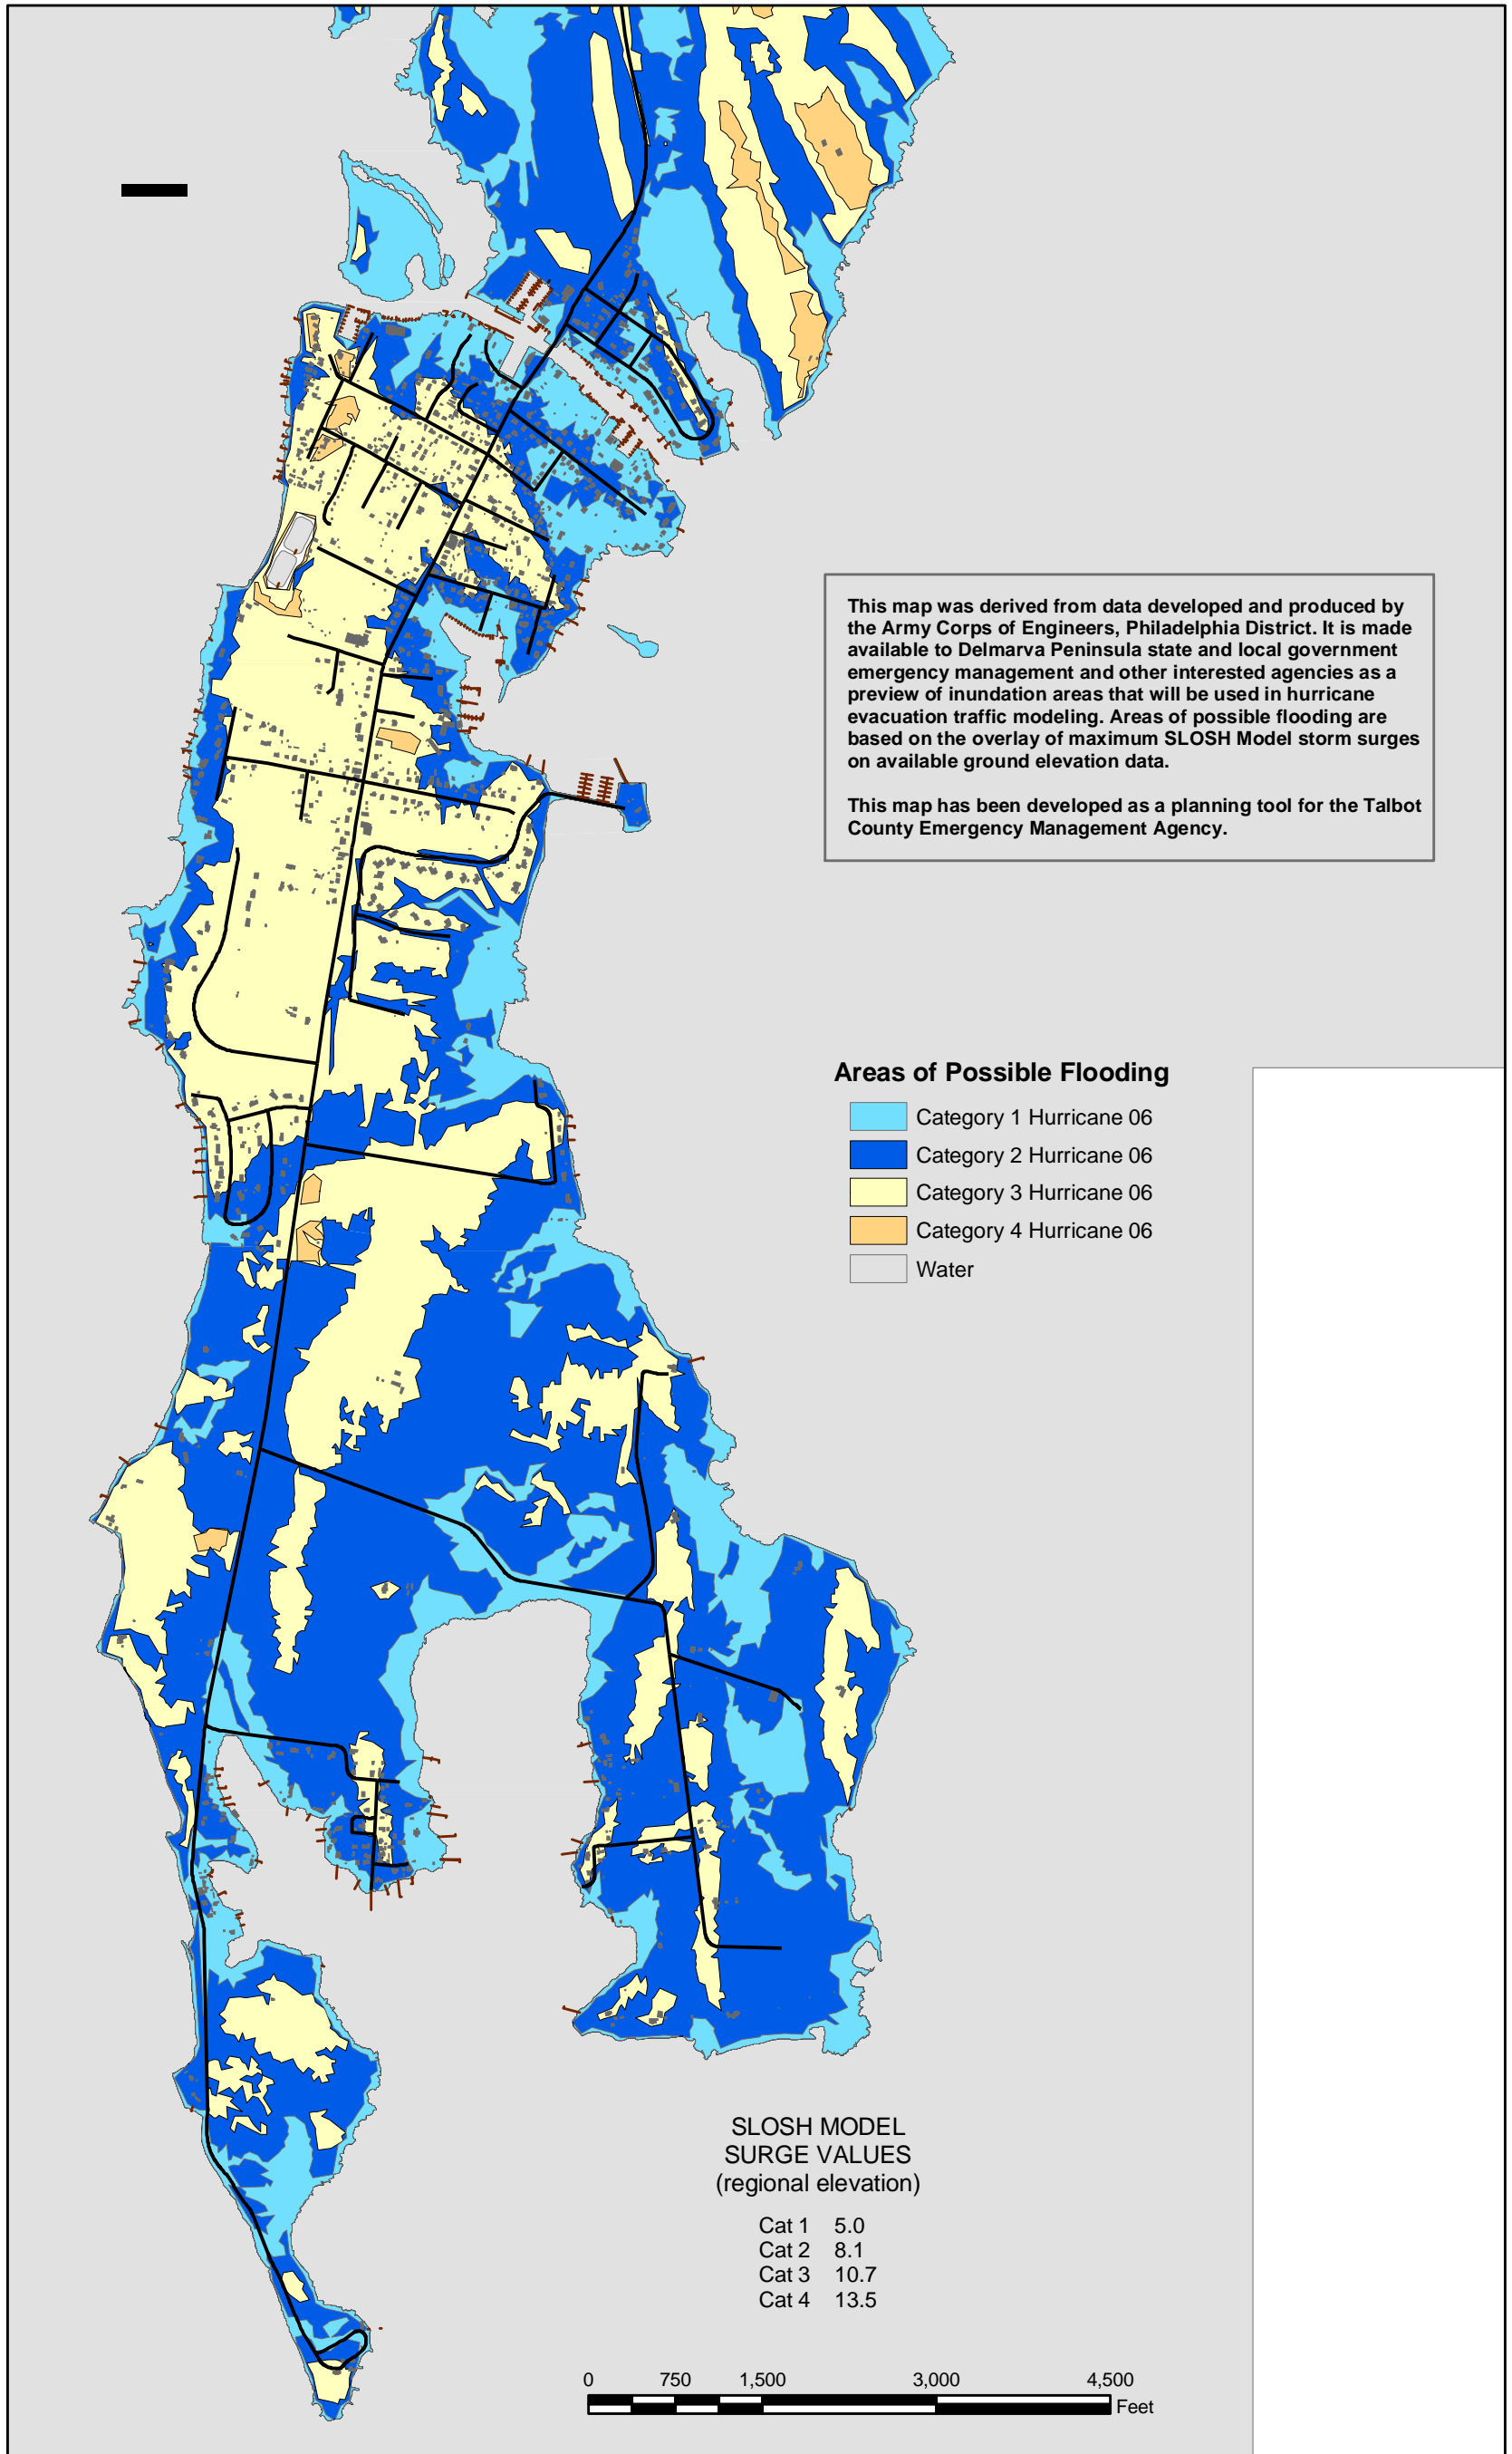 This map was derived from data developed and produced by
the Army Corps of Engineers, Philadelphia District. It is made
available to Delmarva Peninsula state and local government
emergency management and other interested agencies as a
preview of inundation areas that will be used in hurricane
evacuation traffic modeling. Areas of possible flooding are
based on the overlay of maximum SLOSH Model storm surges
on available ground elevation data.
This map has been developed as a planning tool for the Talbot
County Emergency Management Agency.
Areas of Possible Flooding
Category 1 Hurricane 06
Category 2 Hurricane 06
Category 3 Hurricane 06
Category 4 Hurricane 06
Water
SLOSH MODEL
SURGE VALUES
(regional elevation)
Cat 1 5.0
Cat 2 8.1
Cat 3 10.7
Cat 4 13.5
0 750 1,500 3,000 4,500
Feet